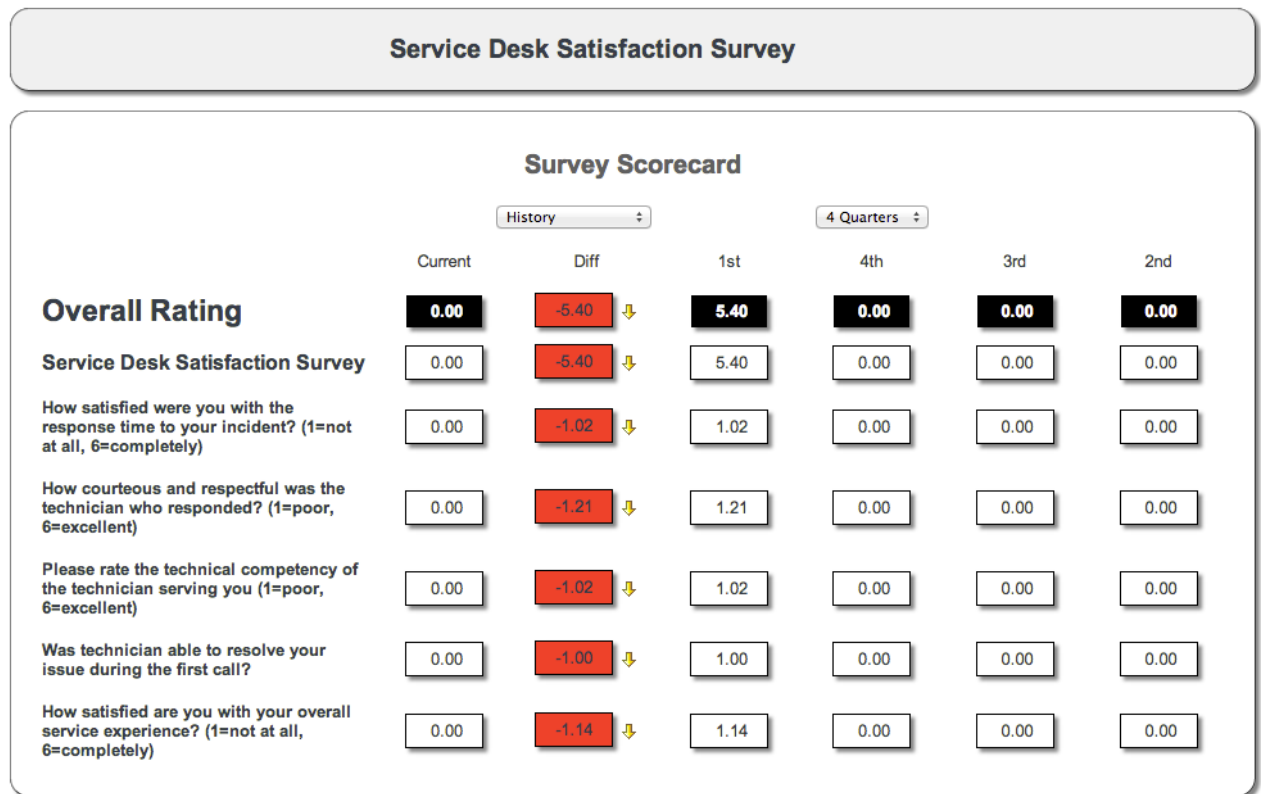 Service Desk Satisfaction Survey
Survey Scorecard
History 4 Quarters
Current Diff 1st 4th 3rd 2nd
Overall Rating 0.00 -5.40 5.40 0.00 0.00 0.00
Service Desk Satisfaction Survey 0.00 -5.40 5.40 0.00 0.00 0.00
How satisfied were you with the
response time to your incident? (1=not
at all, 6=completely)
0.00 -1.02 1.02 0.00 0.00 0.00
How courteous and respectful was the
technician who responded? (1=poor,
6=excellent)
0.00 -1.21 1.21 0.00 0.00 0.00
Please rate the technical competency of
the technician serving you (1=poor,
6=excellent)
0.00 -1.02 1.02 0.00 0.00 0.00
Was technician able to resolve your
issue during the first call?
0.00 -1.00 1.00 0.00 0.00 0.00
How satisfied are you with your overall
service experience? (1=not at all,
6=completely)
0.00 -1.14 1.14 0.00 0.00 0.00